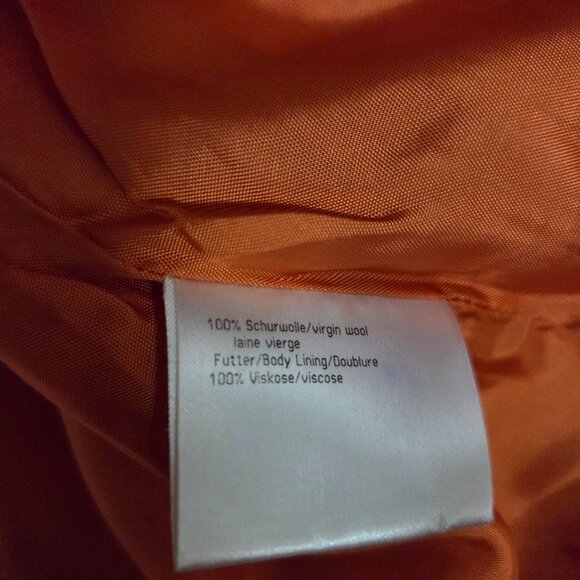 100% Schurwolle/virgin wool
laine vierge
Futter/Body Lining/Doublure
100% Viskose/viscose